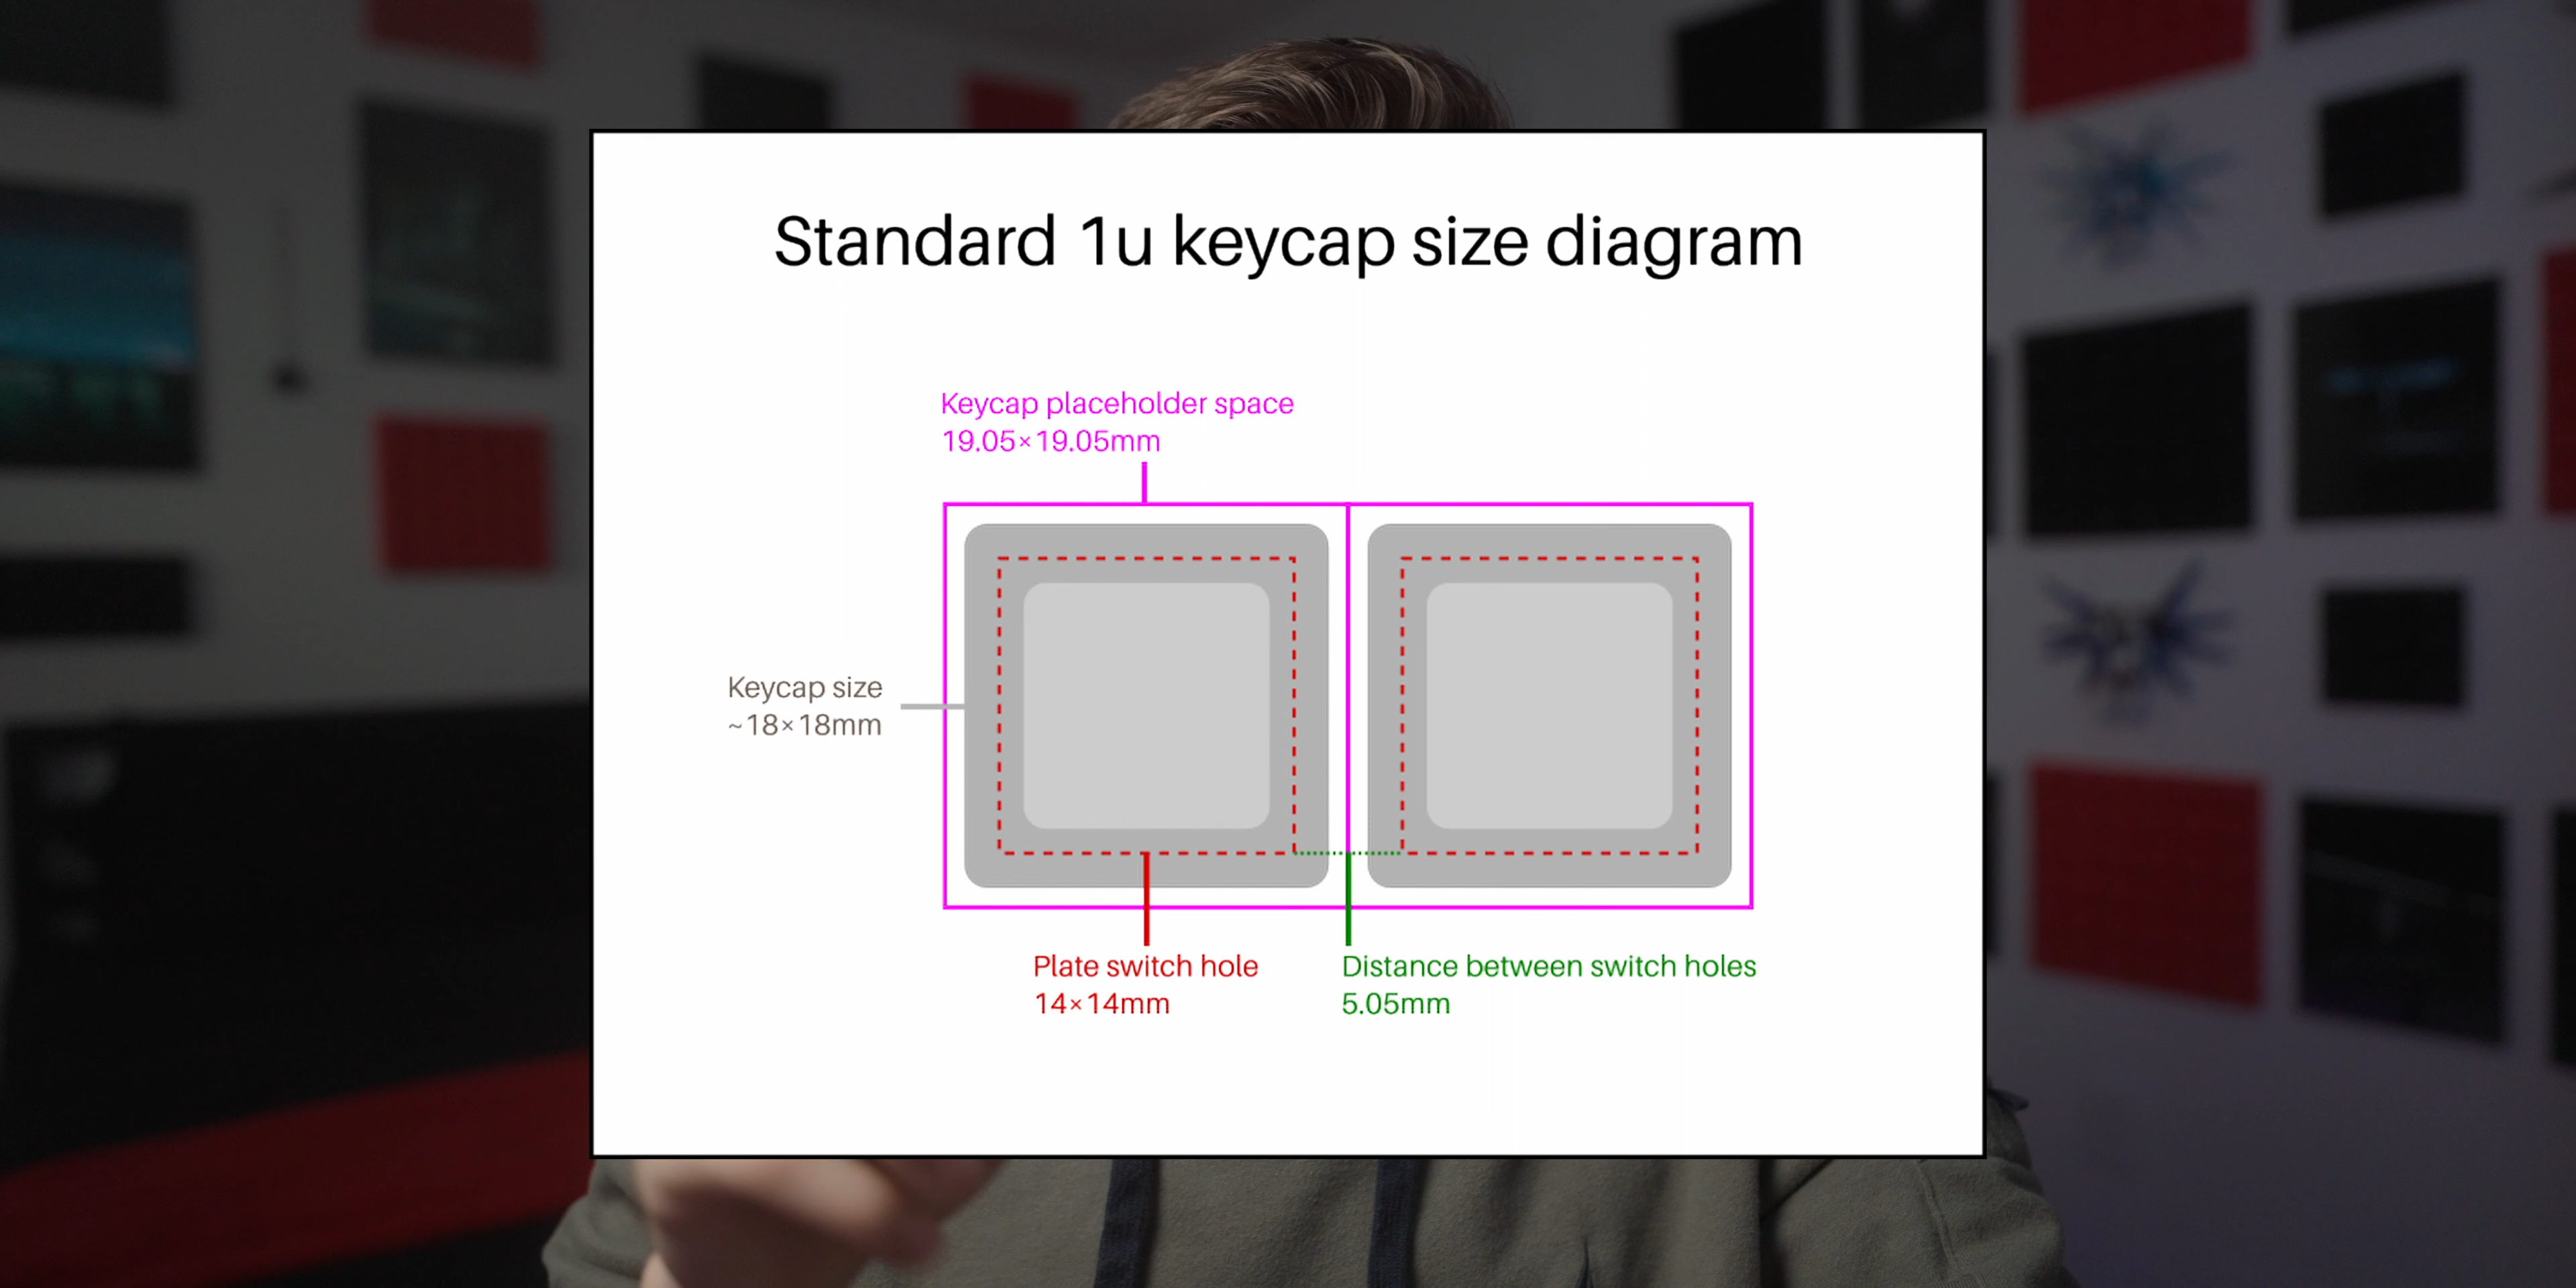 Standard 1u keycap size diagram
Keycap placeholder space
19.05×19.05mm
Keycap size
~18×18mm
Plate switch hole
14×14mm
Distance between switch holes
5.05mm